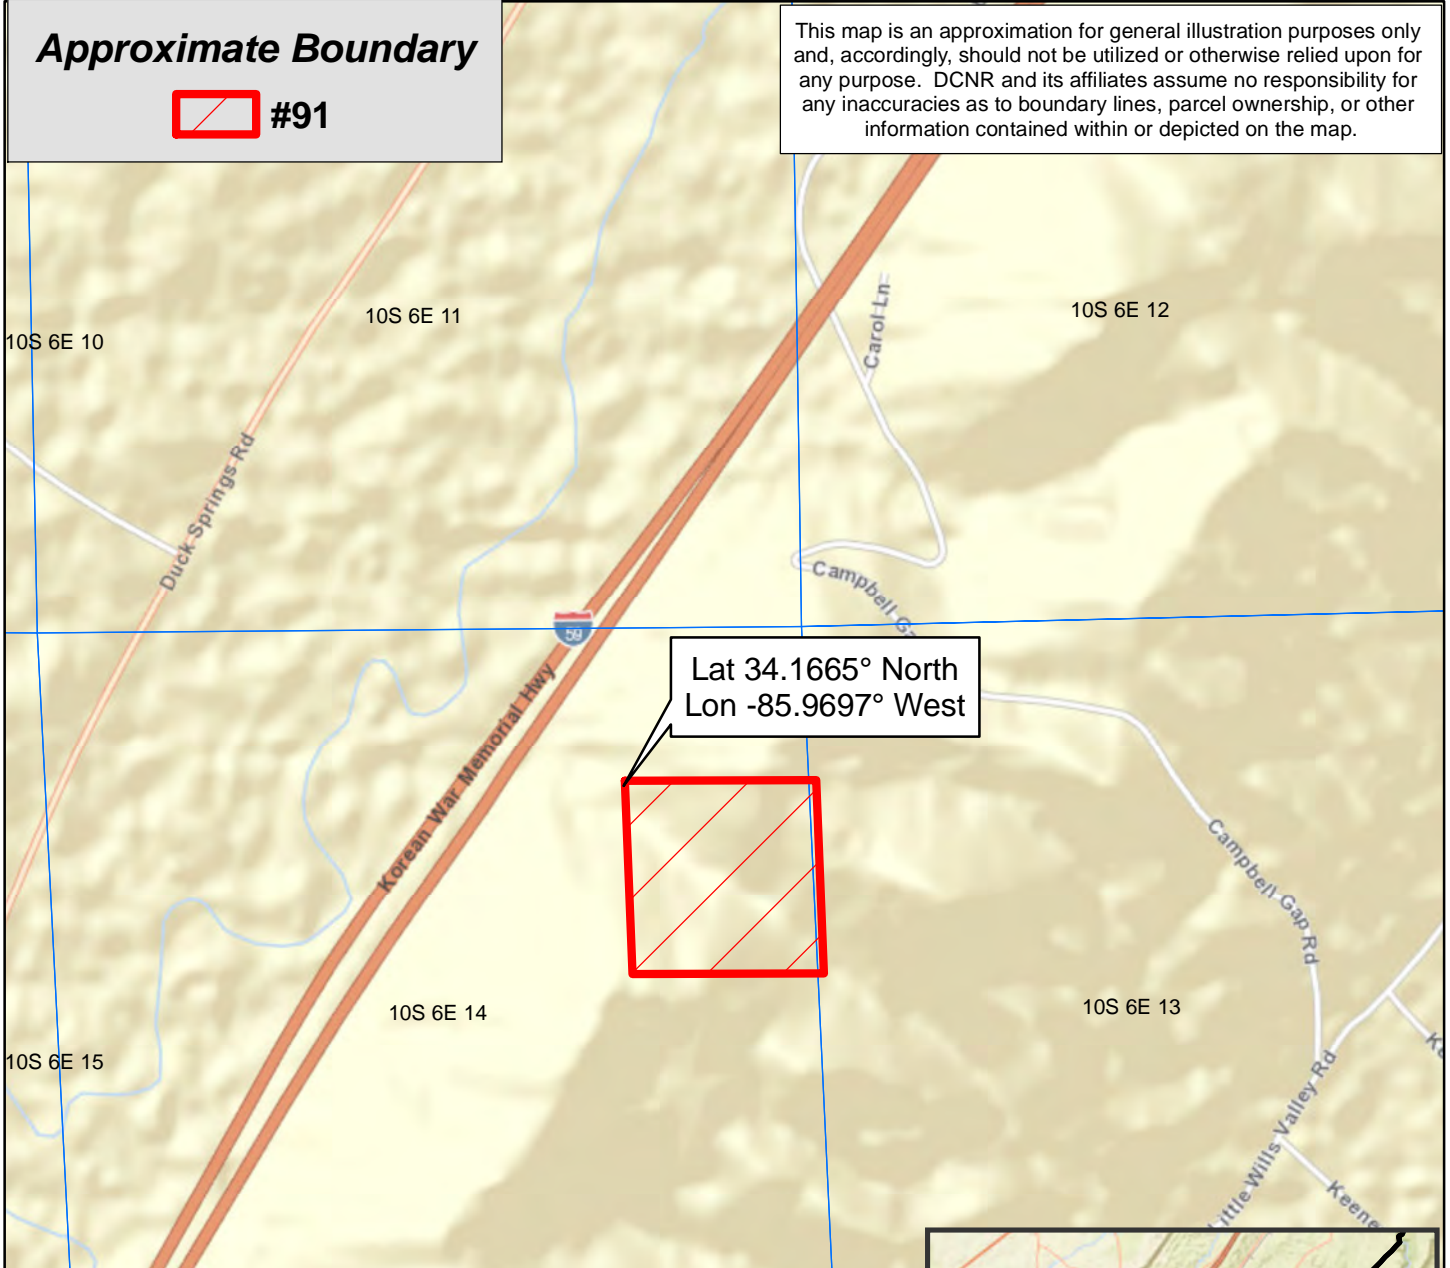 Approximate Boundary
#91
This map is an approximation for general illustration purposes only
and, accordingly, should not be utilized or otherwise relied upon for
any purpose. DCNR and its affiliates assume no responsibility for
any inaccuracies as to boundary lines, parcel ownership, or other
information contained within or depicted on the map.
10S 6E 10
10S 6E 11
10S 6E 12
Carol Ln
Duck Springs Rd
Campbell
59
Lat 34.1665° North
Lon -85.9697° West
Korean War Memorial Hwy
Campbell Gap Rd
10S 6E 14
10S 6E 13
10S 6E 15
Little Wills Valley Rd
Keene